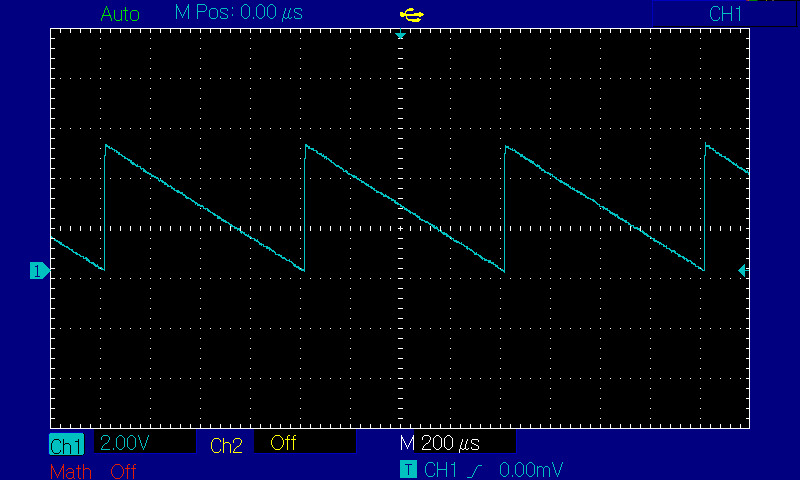 Auto M Pos: 0.00 μs CH1
1
Ch1 2.00V Ch2 Off M 200 μs
Math Off T CH1 0.00mV